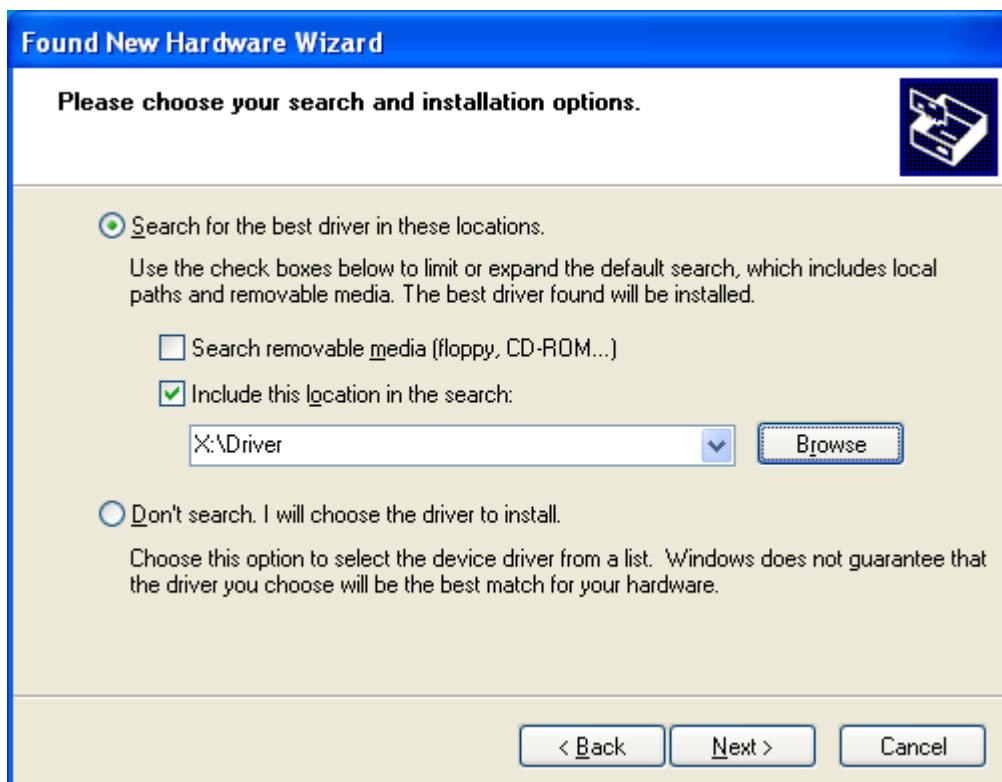 Found New Hardware Wizard
Please choose your search and installation options.
Search for the best driver in these locations.
Use the check boxes below to limit or expand the default search, which includes local
paths and removable media. The best driver found will be installed.
Search removable media (floppy, CD-ROM...)
Include this location in the search:
X:\Driver
Browse
Don't search. I will choose the driver to install.
Choose this option to select the device driver from a list. Windows does not guarantee that
the driver you choose will be the best match for your hardware.
< Back
Next >
Cancel